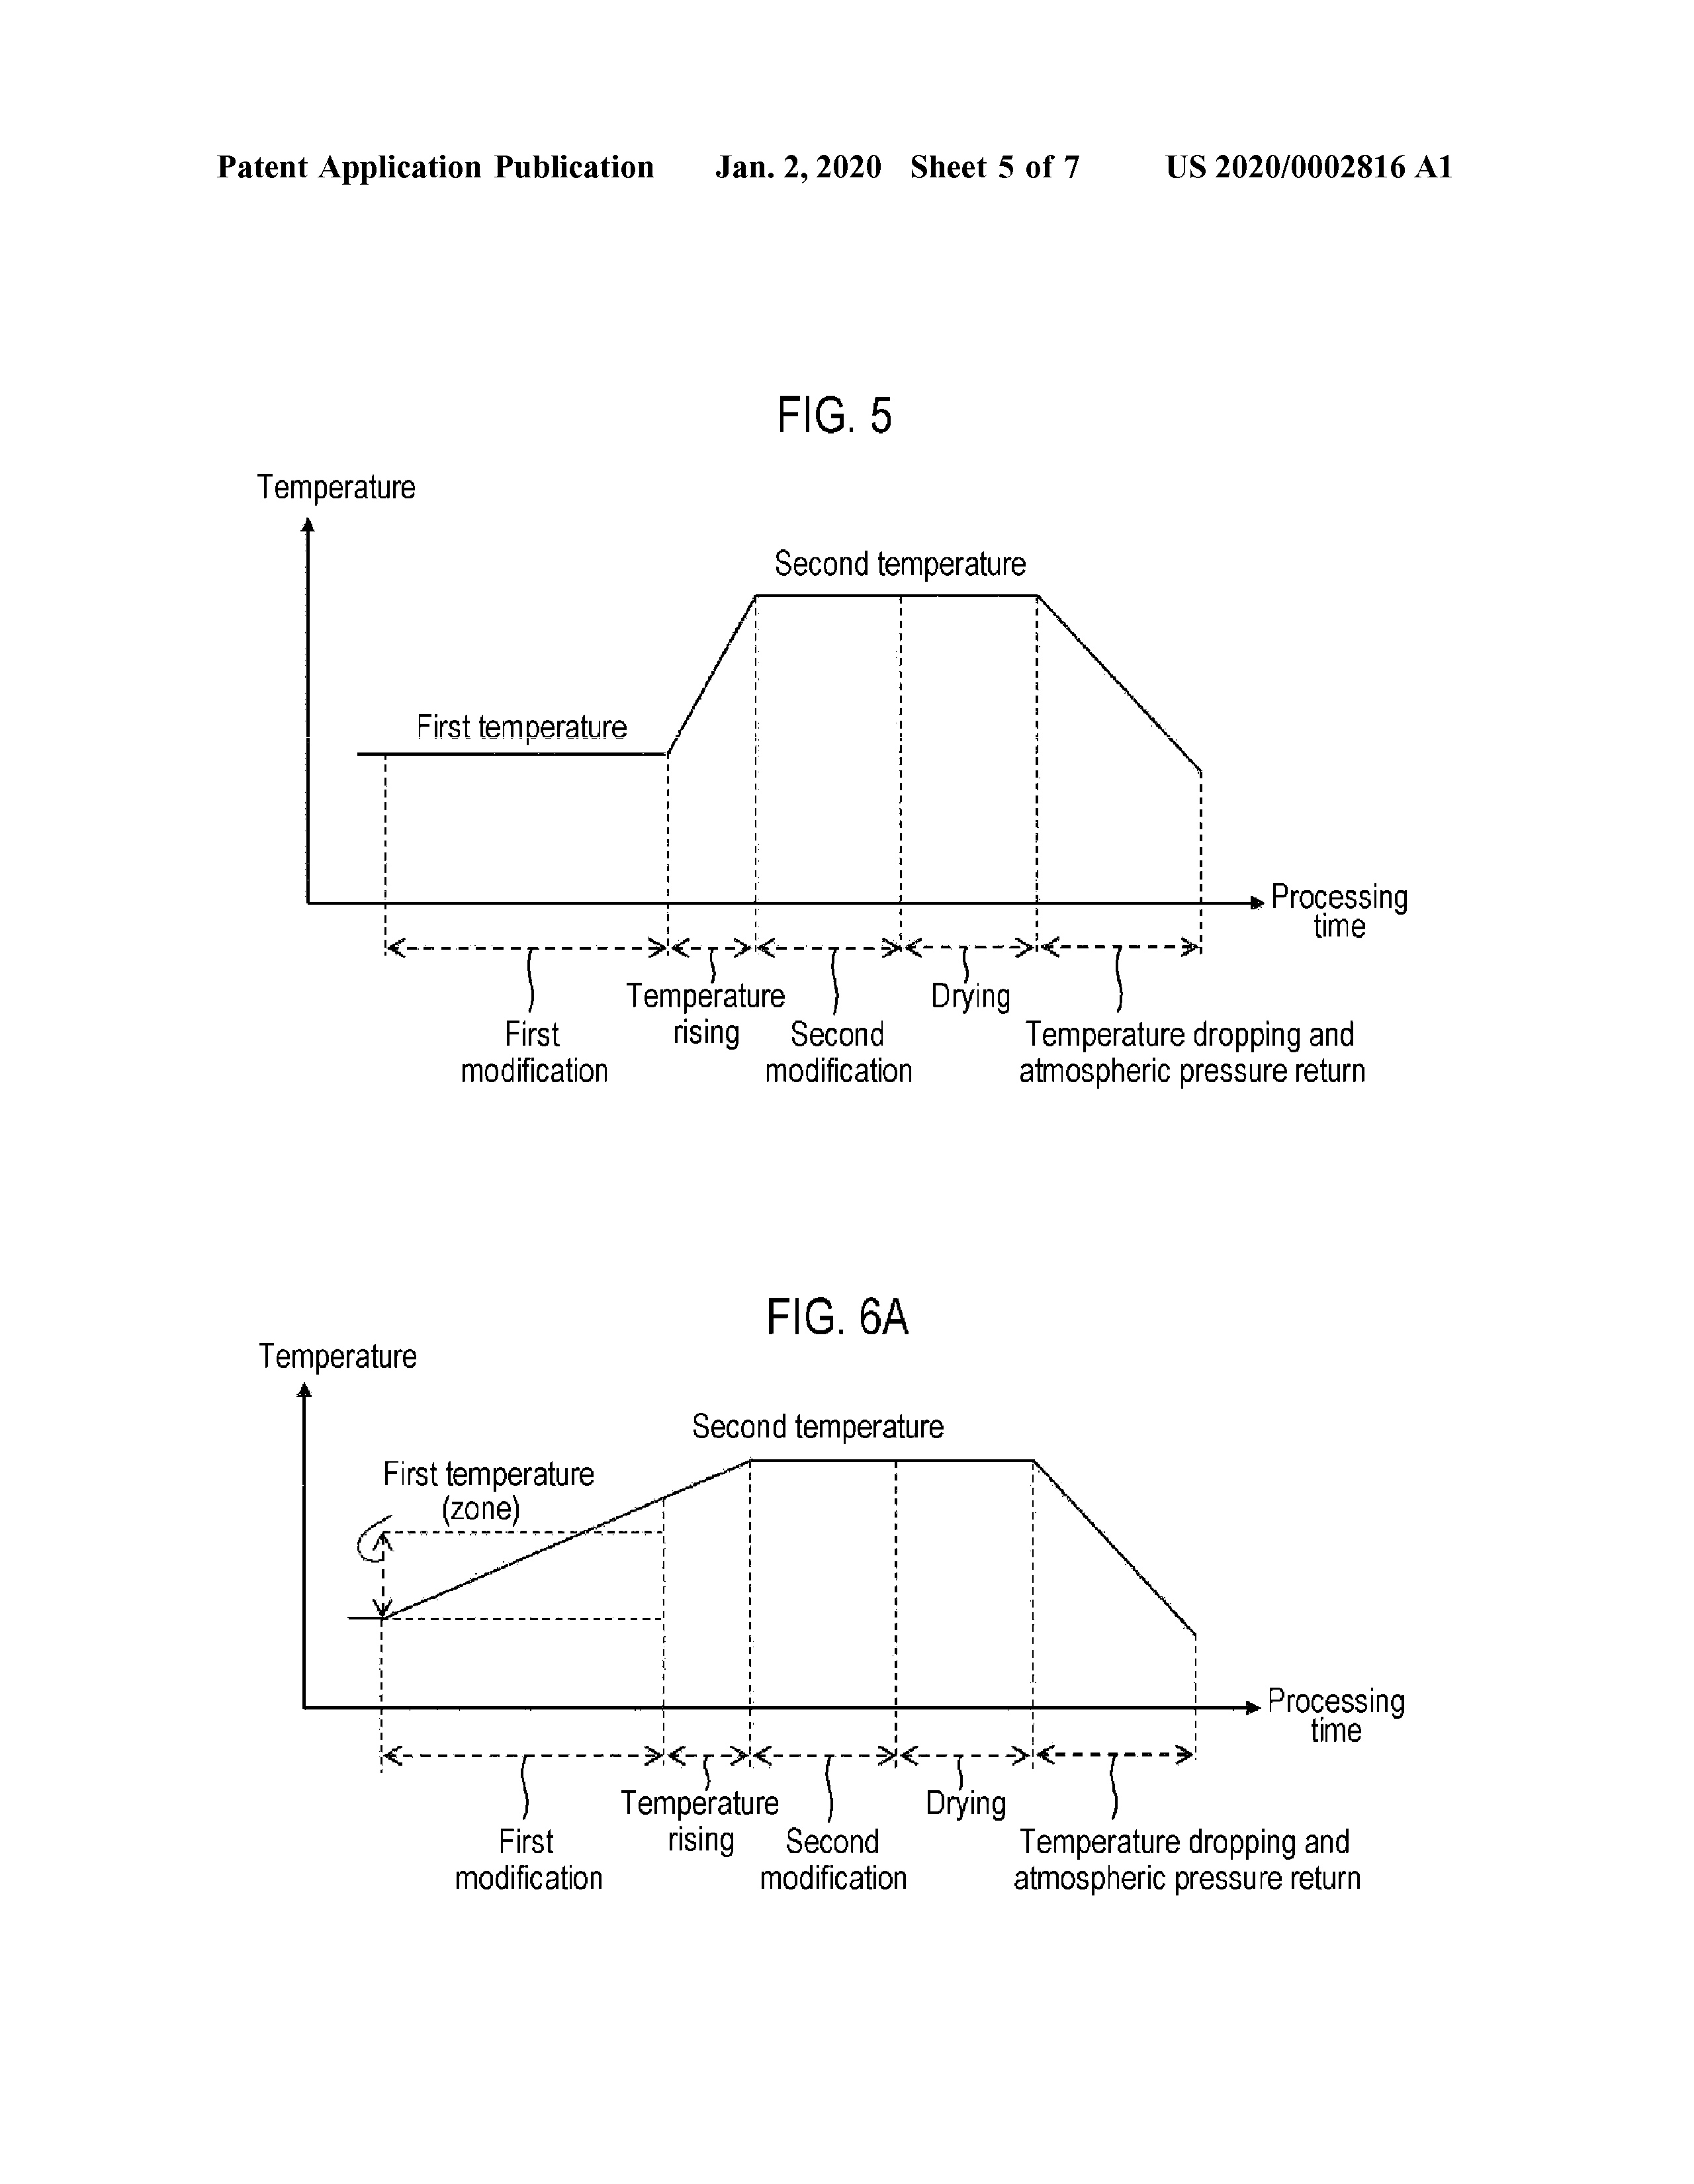 Patent Application Publication Jan. 2, 2020 Sheet 5 of 7 US 2020/0002816 A1
FIG. 5
Temperature
Second temperature
First temperature
Processing
time
Temperature
rising
Drying
First
modification
Second
modification
Temperature dropping and
atmospheric pressure return
FIG. 6A
Temperature
Second temperature
First temperature
(zone)
Processing
time
Temperature
rising
Drying
First
modification
Second
modification
Temperature dropping and
atmospheric pressure return